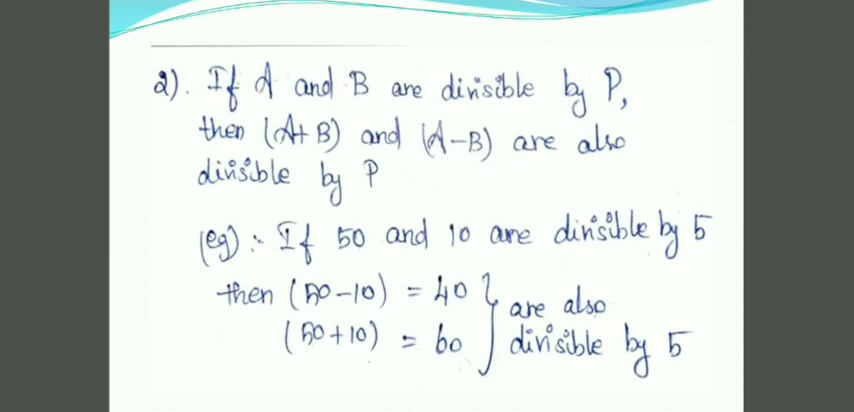 2). If A and B are divisible by P,
then (A+B) and (A-B) are also
divisible by P
(eg) :- If 50 and 10 are divisible by 5
then (50-10) = 40 } are also
(50+10) = 60 } divisible by 5